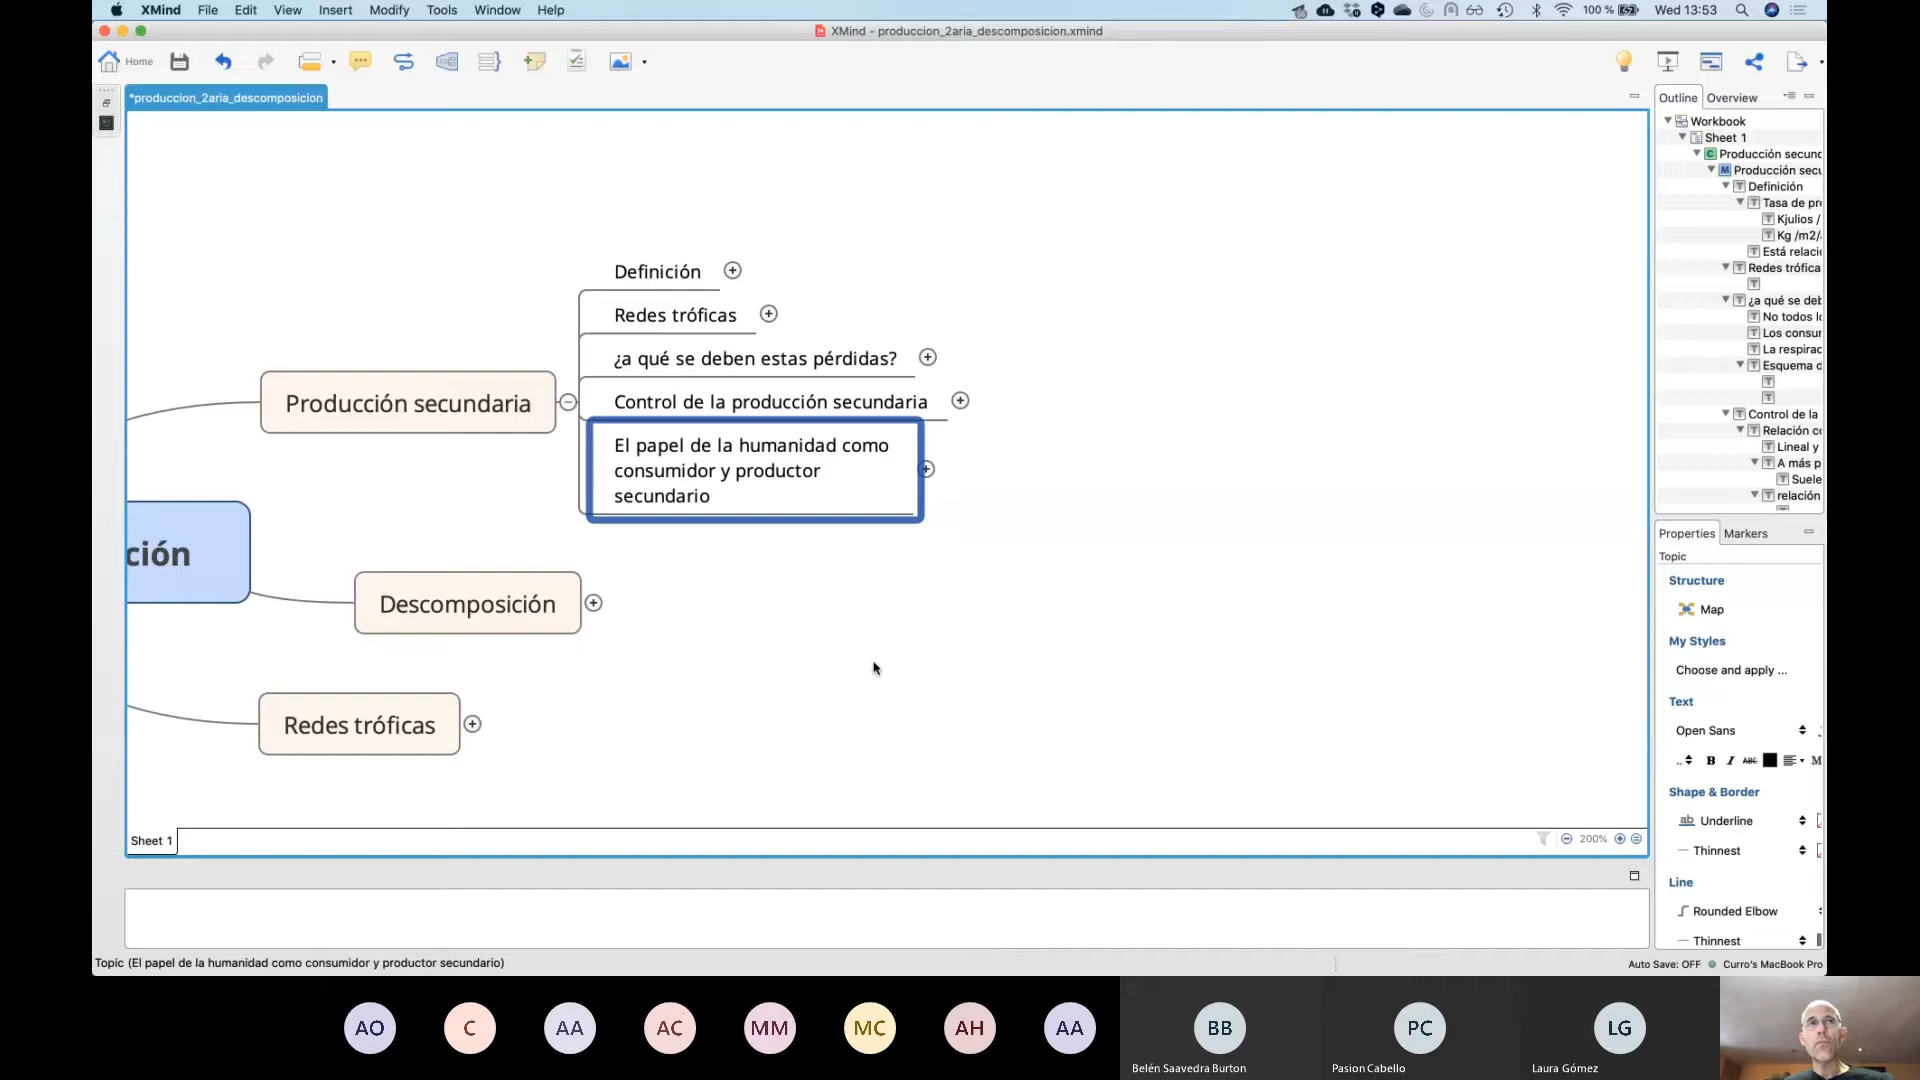 XMind File Edit View Insert Modify Tools Window Help
100 % Wed 13:53
XMind - produccion_2aria_descomposicion.xmind
Home
*produccion_2aria_descomposicion
Definición
Redes tróficas
¿a qué se deben estas pérdidas?
Producción secundaria
Control de la producción secundaria
El papel de la humanidad como
consumidor y productor
secundario
ción
Descomposición
Redes tróficas
Sheet 1
200%
Outline Overview
Workbook
Sheet 1
C Producción secund
M Producción secu
T Definición
T Tasa de pr
T Kjulios /
T Kg /m2/
T Está relaci
T Redes trófica
T
T ¿a qué se deb
T No todos l
T Los consur
T La respirac
T Esquema d
T
T
T Control de la
T Relación co
T Lineal y
T A más p
T Suele
T relación
Properties Markers
Topic
Structure
Map
My Styles
Choose and apply ...
Text
Open Sans
.. B I ABC M
Shape & Border
ab Underline
Thinnest
Line
Rounded Elbow
Thinnest
Topic (El papel de la humanidad como consumidor y productor secundario)
Auto Save: OFF Curro's MacBook Pro
AO C AA AC MM MC AH AA BB PC LG
Belén Saavedra Burton Pasion Cabello Laura Gómez